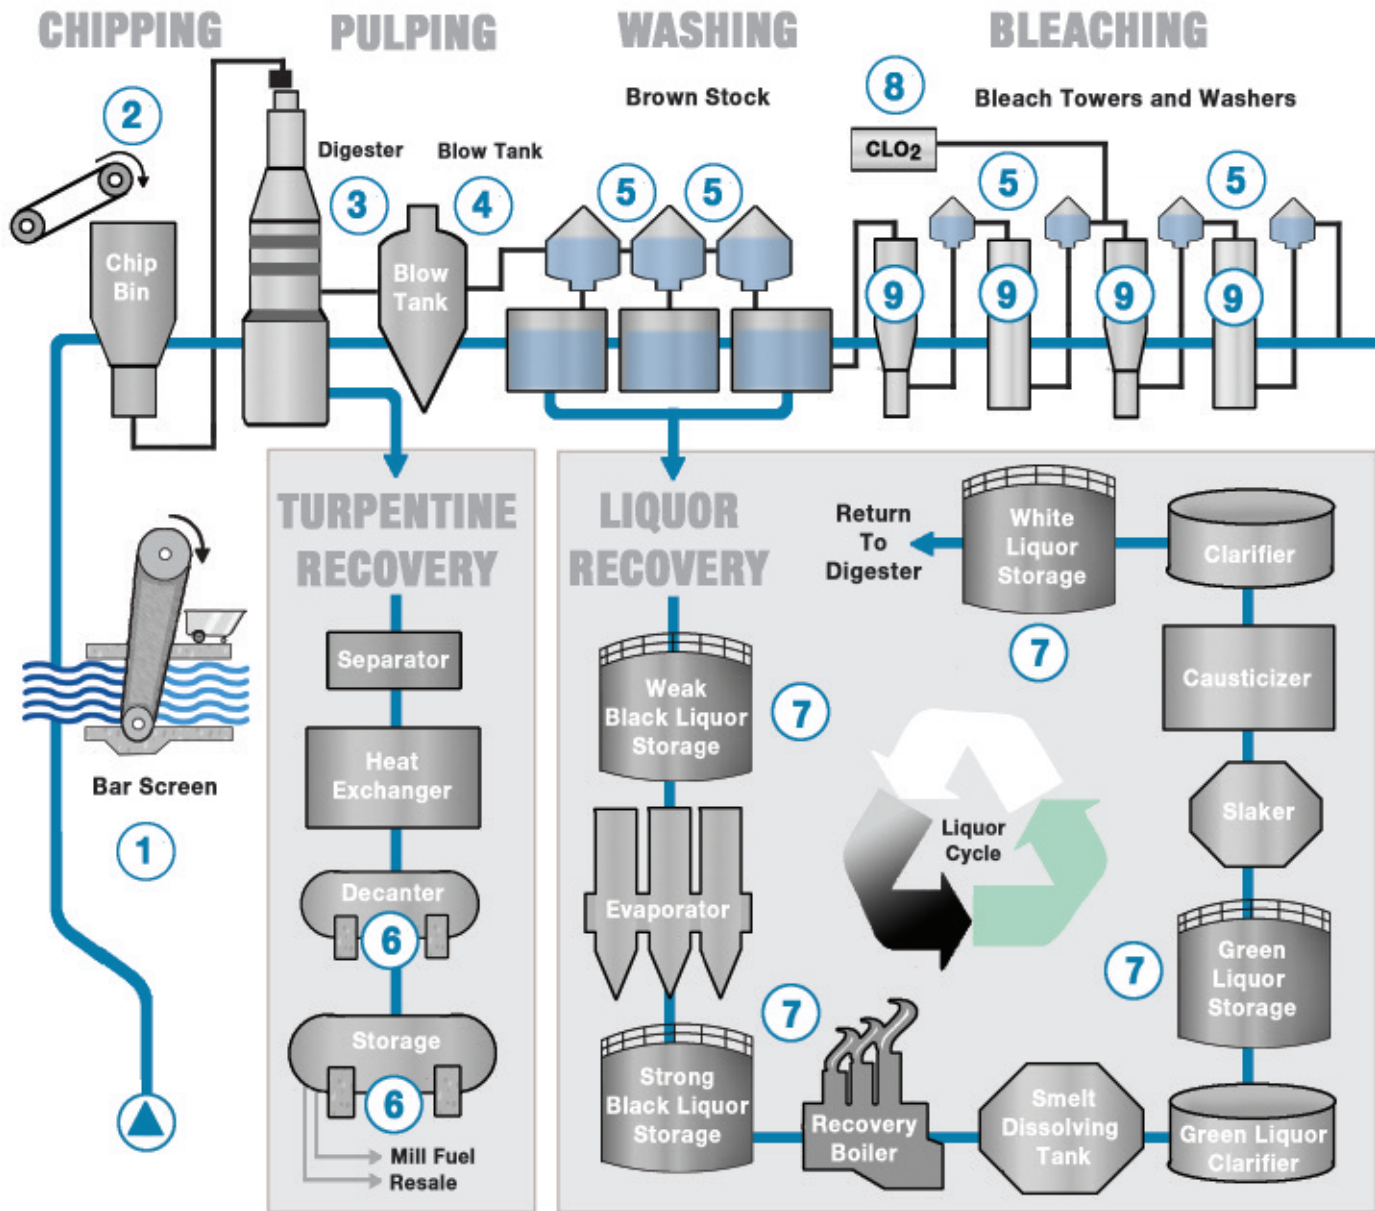 CHIPPING
PULPING
WASHING
BLEACHING
Brown Stock
8
Bleach Towers and Washers
2
Digester
Blow Tank
CLO2
3
4
5
5
5
5
Chip
Bin
Blow
Tank
9
9
9
9
TURPENTINE
RECOVERY
LIQUOR
RECOVERY
Return
To
Digester
White
Liquor
Storage
Clarifier
7
Separator
Weak
Black Liquor
Storage
7
Causticizer
Bar Screen
1
Heat
Exchanger
Liquor
Cycle
Slaker
Decanter
6
Evaporator
7
Green
Liquor
Storage
Storage
6
7
Strong
Black Liquor
Storage
Recovery
Boiler
Smelt
Dissolving
Tank
Green Liquor
Clarifier
Mill Fuel
Resale